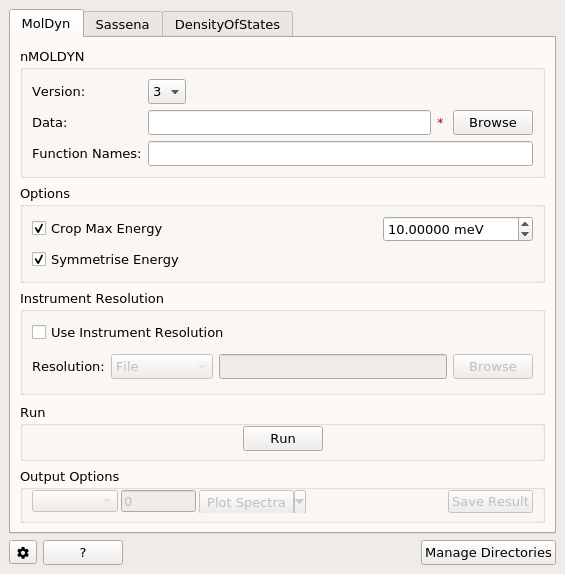 MolDyn Sassena DensityOfStates
nMOLDYN
Version: 3
Data: * Browse
Function Names:
Options
Crop Max Energy 10.00000 meV
Symmetrise Energy
Instrument Resolution
Use Instrument Resolution
Resolution: File Browse
Run
Run
Output Options
0 Plot Spectra Save Result
? Manage Directories